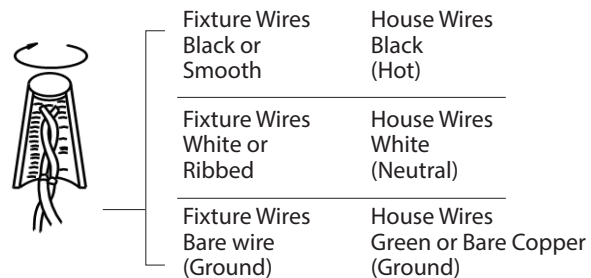 Fixture Wires House Wires
Black or Black
Smooth (Hot)
Fixture Wires House Wires
White or White
Ribbed (Neutral)
Fixture Wires House Wires
Bare wire Green or Bare Copper
(Ground) (Ground)